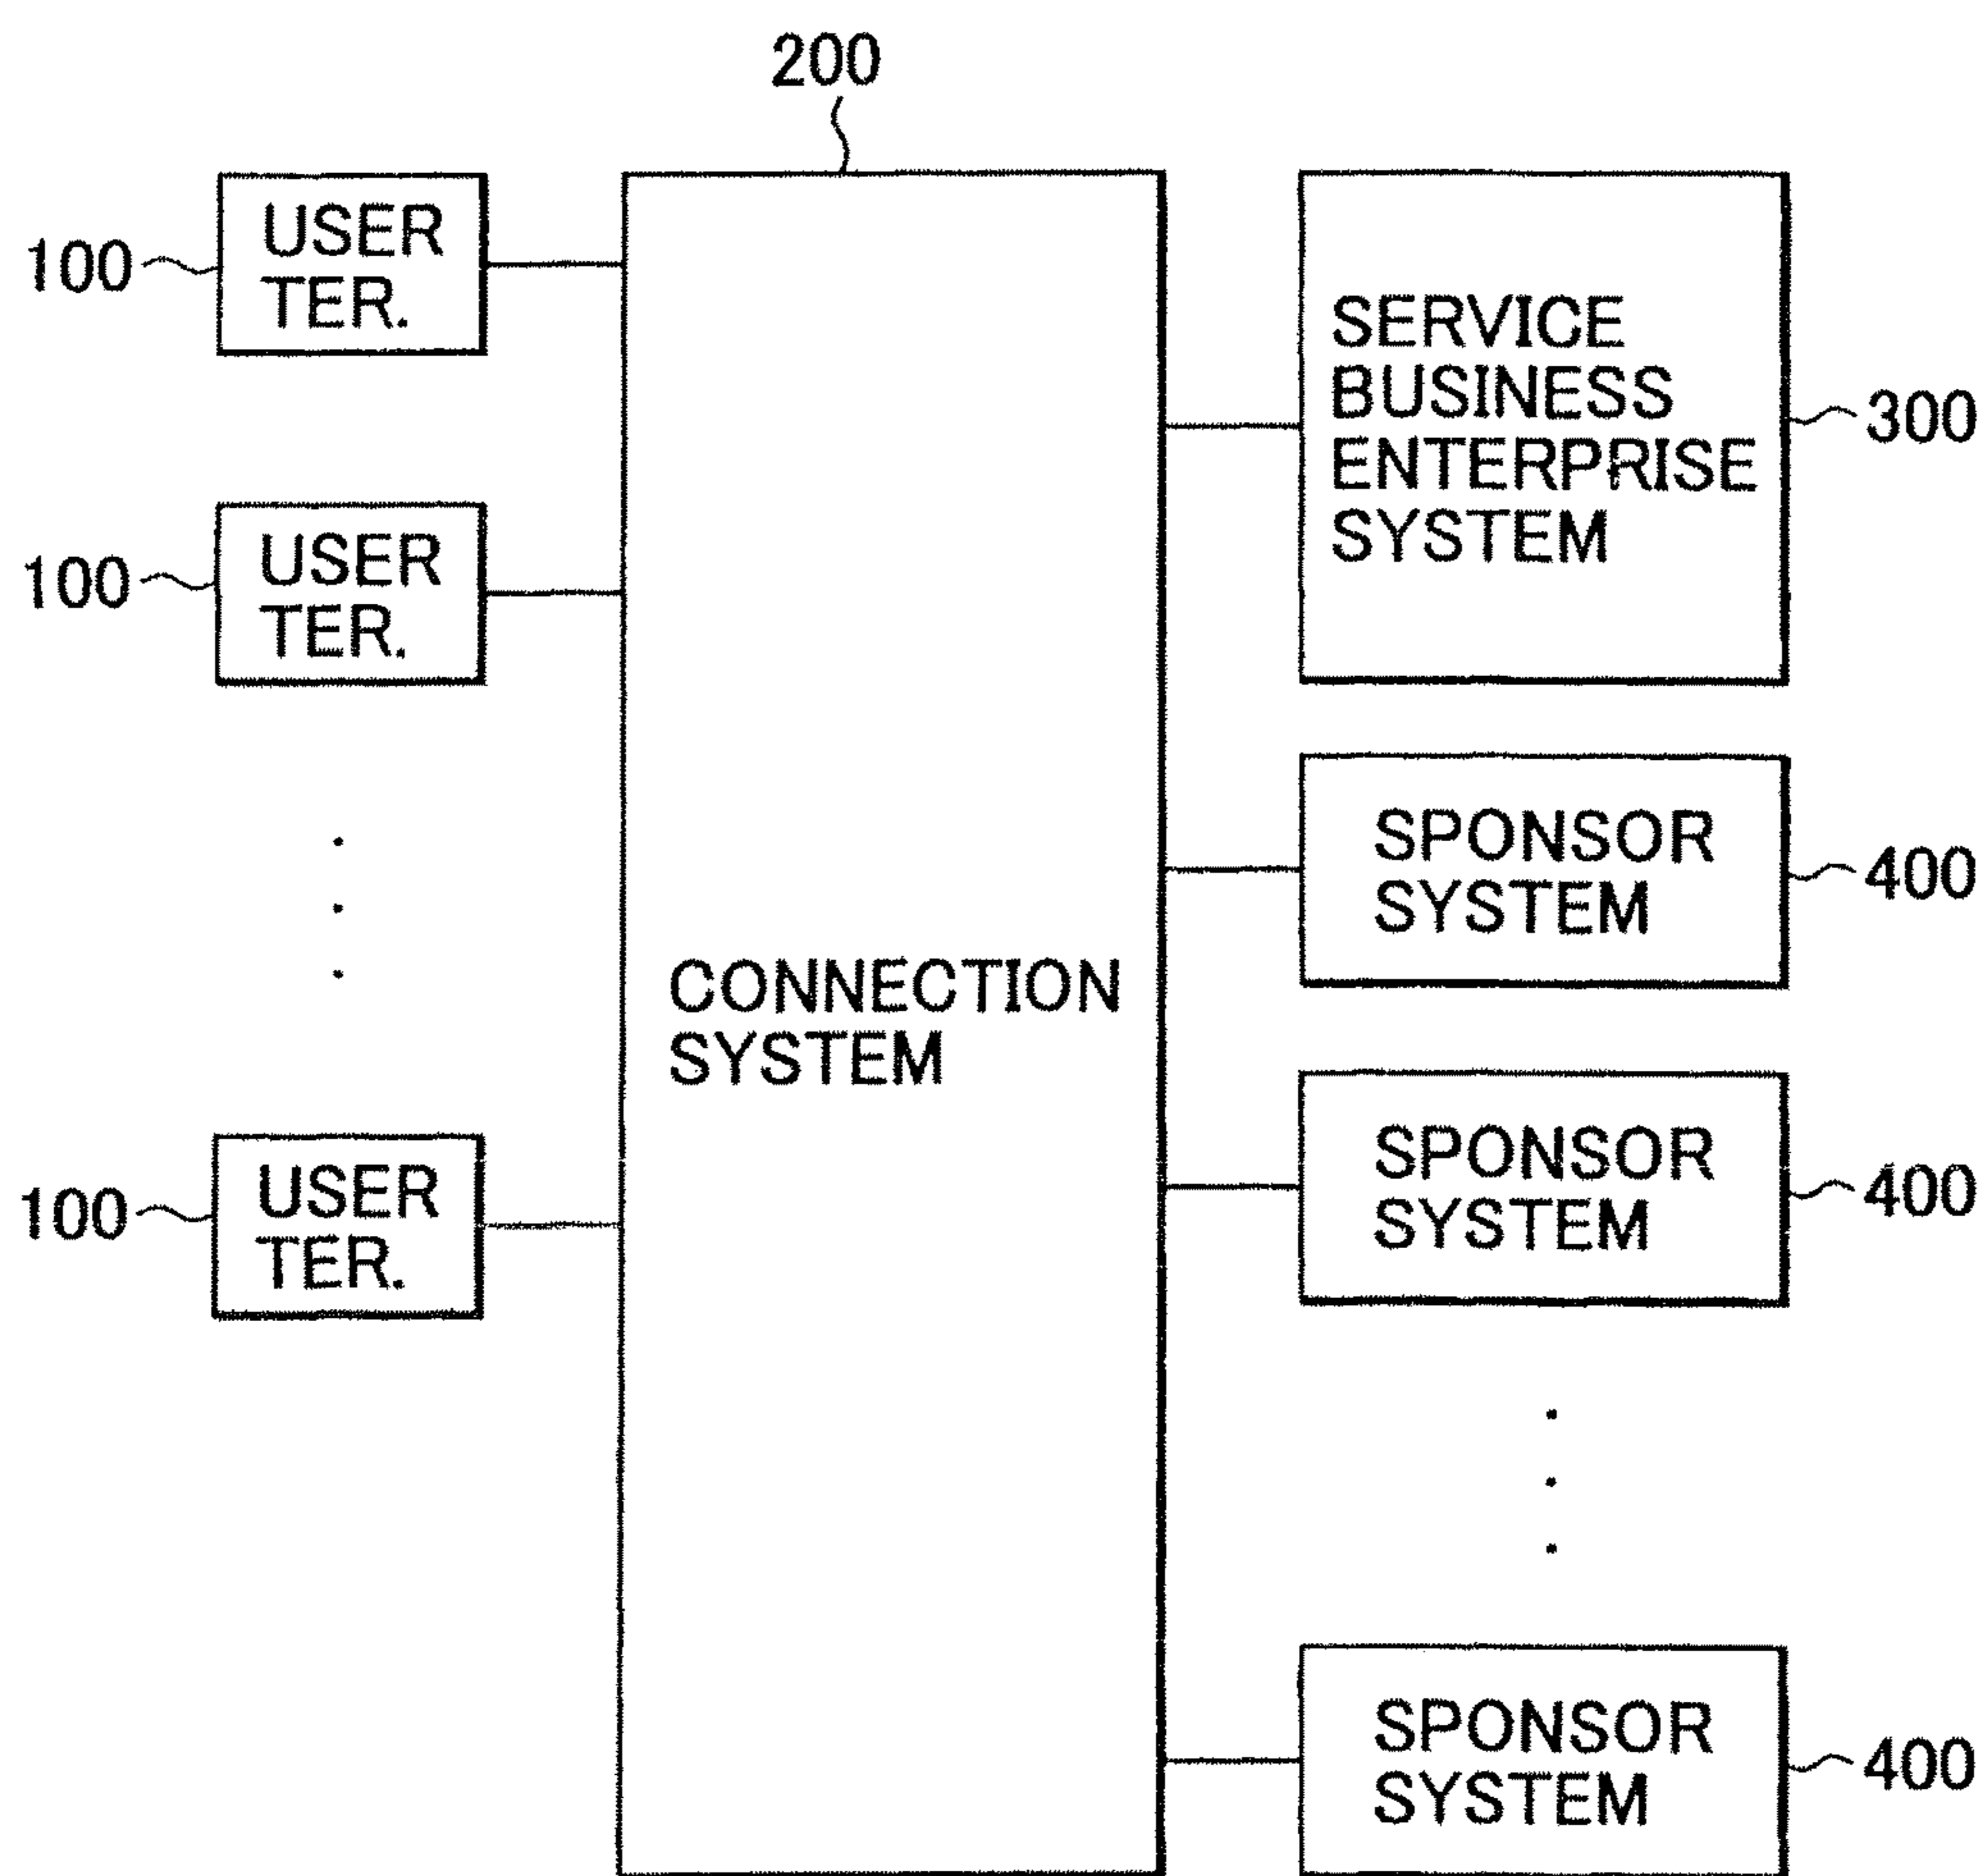 200
100
USER
TER.
100
USER
TER.
100
USER
TER.
CONNECTION
SYSTEM
SERVICE
BUSINESS
ENTERPRISE
SYSTEM
300
SPONSOR
SYSTEM
400
SPONSOR
SYSTEM
400
SPONSOR
SYSTEM
400